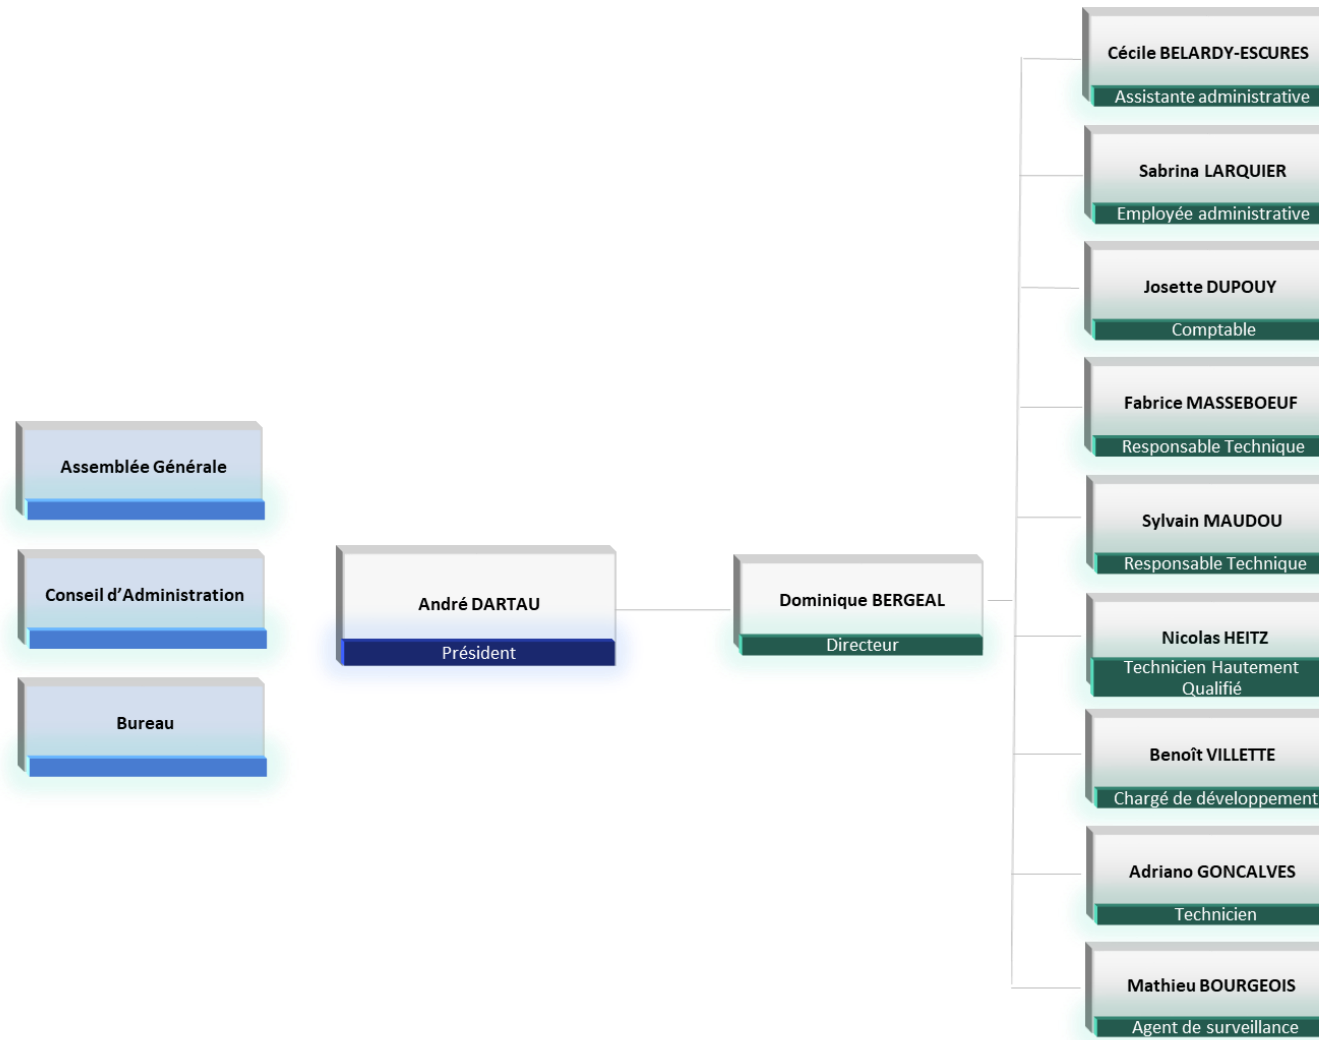 Assemblée Générale
Conseil d’Administration
Bureau
André DARTAU
Président
Dominique BERGEAL
Directeur
Cécile BELARDY-ESCURES
Assistante administrative
Sabrina LARQUIER
Employée administrative
Josette DUPOUY
Comptable
Fabrice MASSEBOEUF
Responsable Technique
Sylvain MAUDOU
Responsable Technique
Nicolas HEITZ
Technicien Hautement
Qualifié
Benoît VILLETTE
Chargé de développement
Adriano GONCALVES
Technicien
Mathieu BOURGEOIS
Agent de surveillance